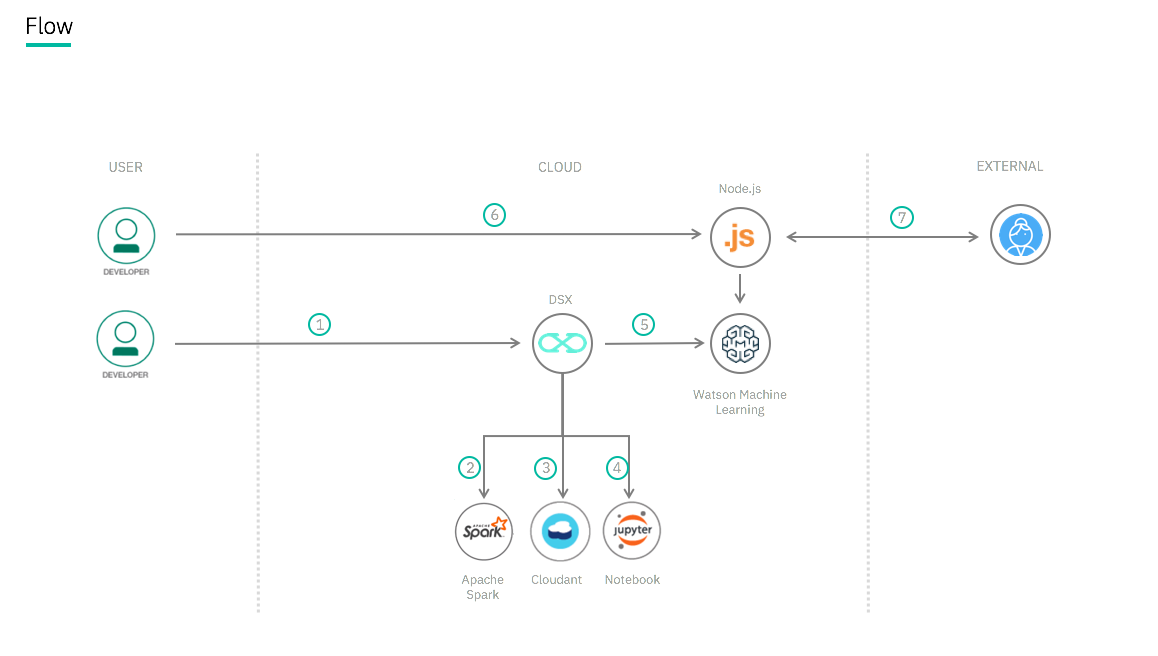 Flow
USER
CLOUD
EXTERNAL
Node.js
6
.js
7
DEVELOPER
DSX
1
5
DEVELOPER
Watson Machine
Learning
2
3
4
APACHE
Spark
jupyter
Apache
Spark
Cloudant
Notebook